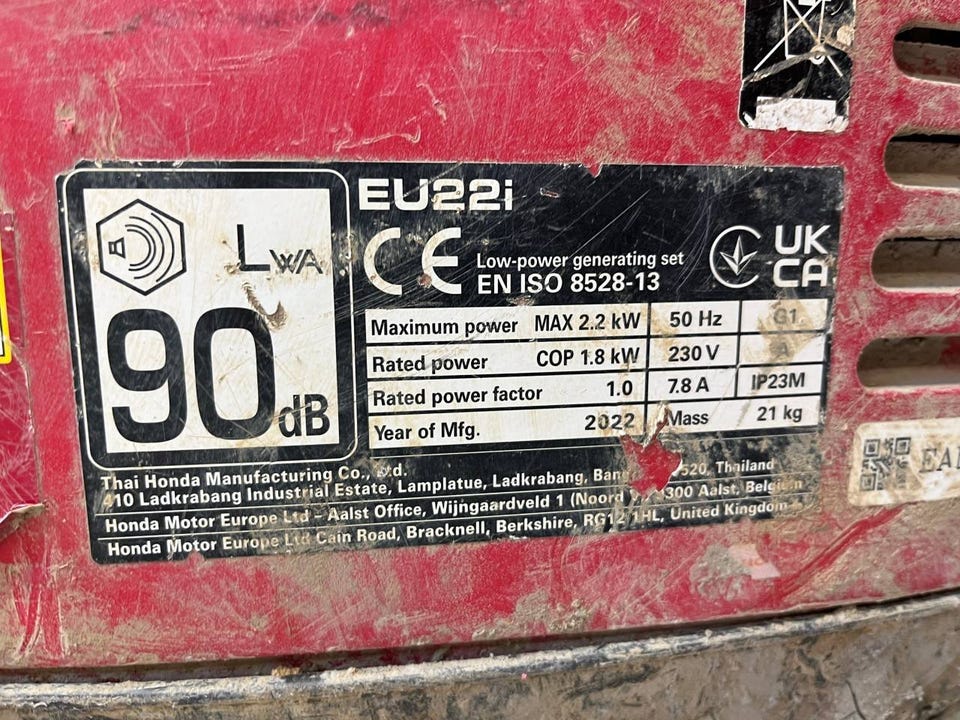 EU22i
LWA
90
dB
CE
Low-power generating set
EN ISO 8528-13
UK
CA
Maximum power MAX 2.2 kW 50 Hz G1
Rated power COP 1.8 kW 230 V A
Rated power factor 1.0 7.8 A IP23M
Year of Mfg. 2022 Mass 21 kg
Thai Honda Manufacturing Co., Ltd.
410 Ladkrabang Industrial Estate, Lamplatue, Ladkrabang, Thailand
Honda Motor Europe Ltd - Aalst Office, Wijngaardveld 1 (Noord Aalst, Belgium
Honda Motor Europe Ltd Cain Road, Bracknell, Berkshire, RG12 1HL, United Kingdom